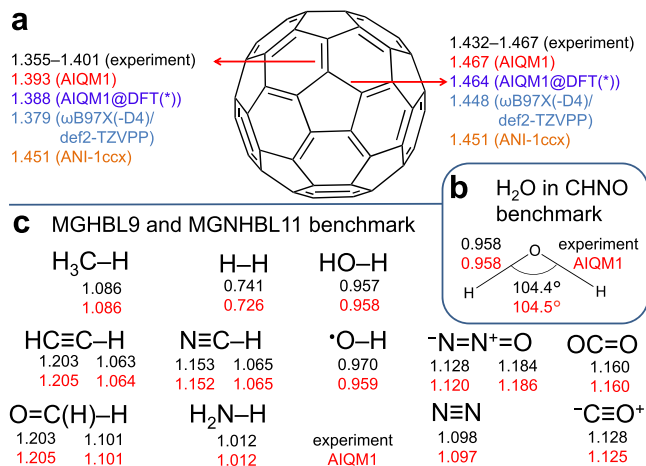 a
1.355–1.401 (experiment)
1.393 (AIQM1)
1.388 (AIQM1@DFT(*))
1.379 (ωB97X(-D4)/
def2-TZVPP)
1.451 (ANI-1ccx)
1.432–1.467 (experiment)
1.467 (AIQM1)
1.464 (AIQM1@DFT(*))
1.448 (ωB97X(-D4)/
def2-TZVPP)
1.451 (ANI-1ccx)
b H₂O in CHNO
benchmark
0.958 O experiment
0.958 AIQM1
H 104.4° H
104.5°
c MGHBL9 and MGNHBL11 benchmark
H₃C–H H–H HO–H
1.086 0.741 0.957
1.086 0.726 0.958
HC≡C–H N≡C–H •O–H ⁻N=N⁺=O OC=O
1.203 1.063 1.153 1.065 0.970 1.128 1.184 1.160
1.205 1.064 1.152 1.065 0.959 1.120 1.186 1.160
O=C(H)–H H₂N–H N≡N ⁻C≡O⁺
1.203 1.101 1.012 experiment 1.098 1.128
1.205 1.101 1.012 AIQM1 1.097 1.125